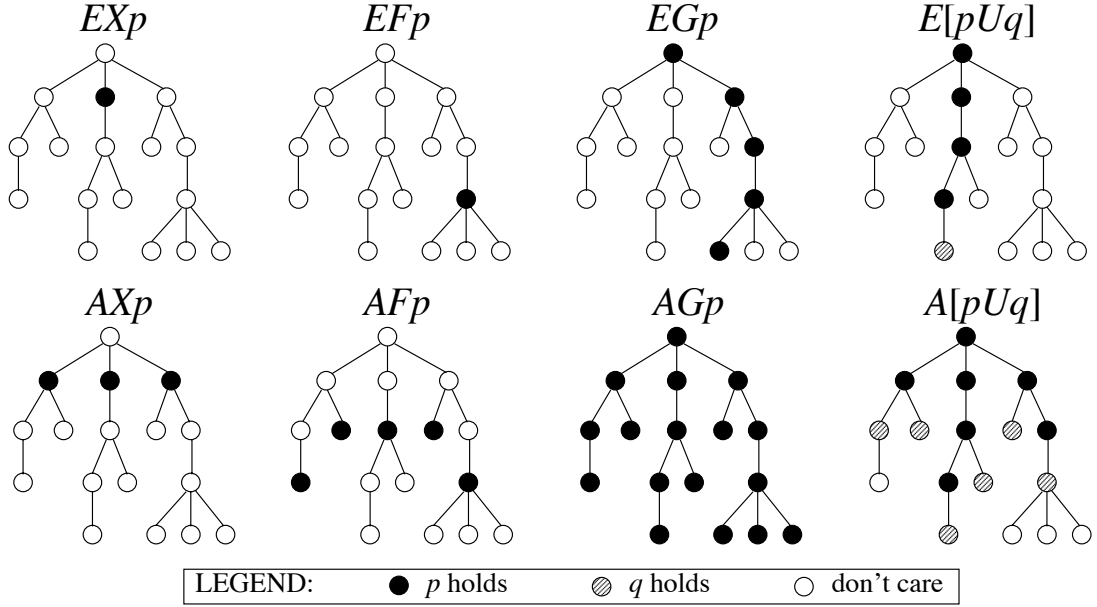 EXp
EFp
EGp
E[pUq]
AXp
AFp
AGp
A[pUq]
LEGEND: p holds q holds don't care